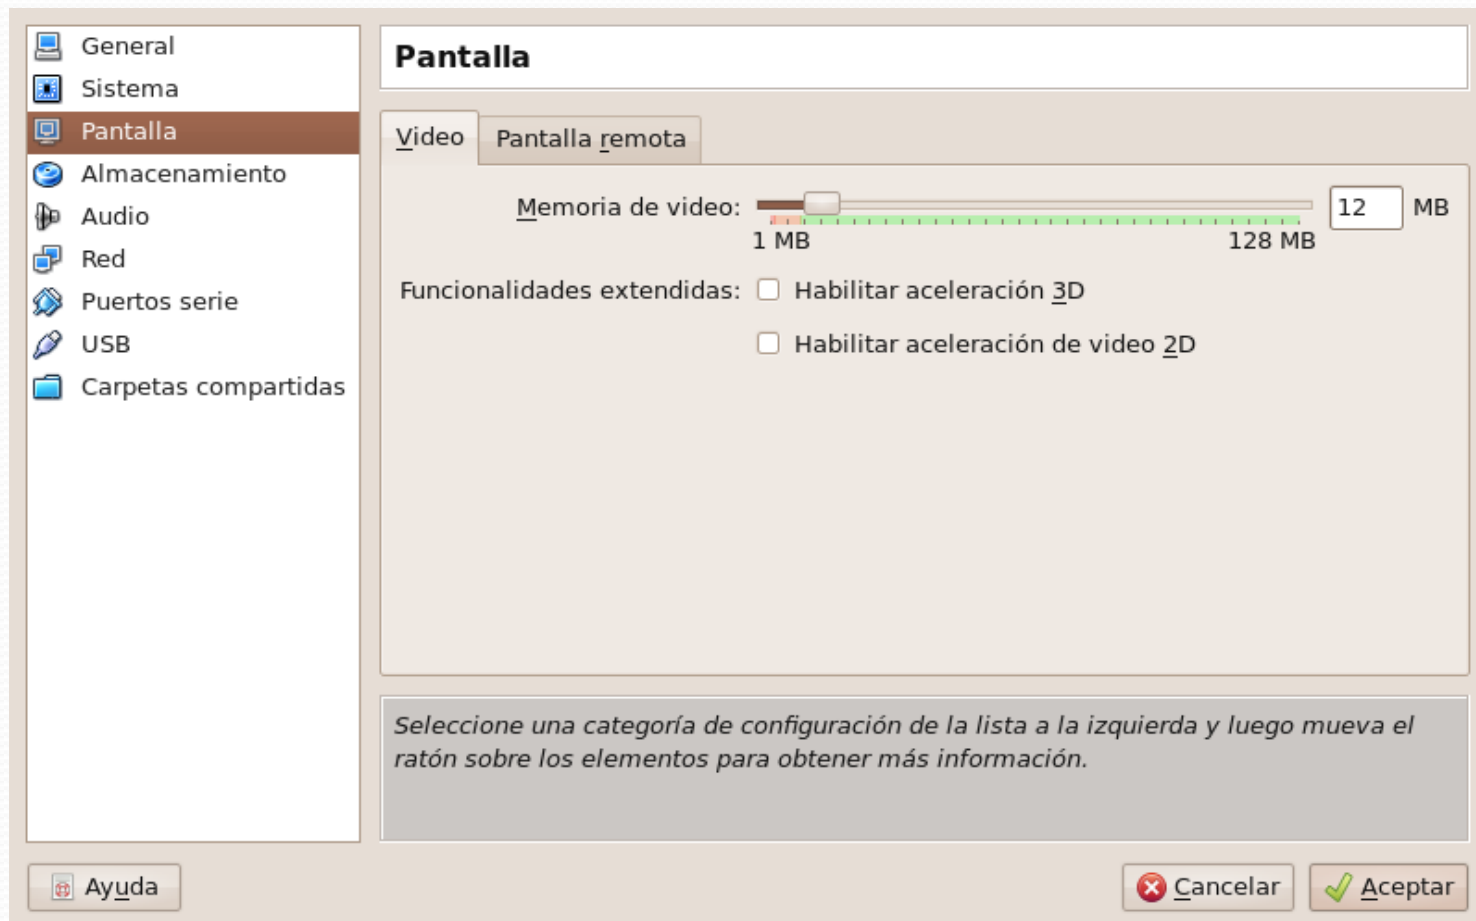 General
Sistema
Pantalla
Almacenamiento
Audio
Red
Puertos serie
USB
Carpetas compartidas
Pantalla
Video Pantalla remota
Memoria de video: 12 MB
1 MB 128 MB
Funcionalidades extendidas: Habilitar aceleración 3D
Habilitar aceleración de video 2D
Seleccione una categoría de configuración de la lista a la izquierda y luego mueva el
ratón sobre los elementos para obtener más información.
Ayuda Cancelar Aceptar